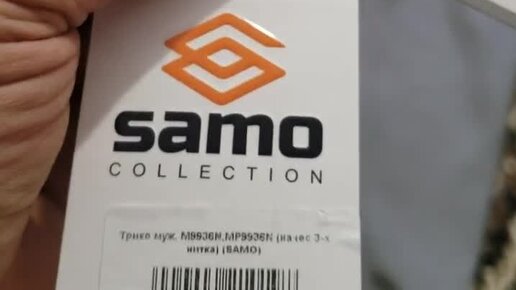 samo
COLLECTION
Трико муж. M9936N,MP9936N (начес 3-х
нитка) (SAMO)